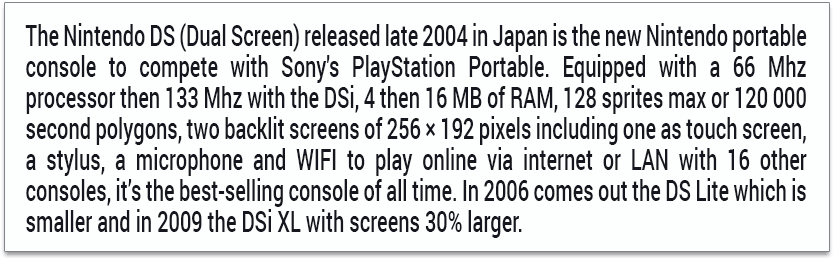 The Nintendo DS (Dual Screen) released late 2004 in Japan is the new Nintendo portable
console to compete with Sony's PlayStation Portable. Equipped with a 66 Mhz
processor then 133 Mhz with the DSi, 4 then 16 MB of RAM, 128 sprites max or 120 000
second polygons, two backlit screens of 256 × 192 pixels including one as touch screen,
a stylus, a microphone and WIFI to play online via internet or LAN with 16 other
consoles, it’s the best-selling console of all time. In 2006 comes out the DS Lite which is
smaller and in 2009 the DSi XL with screens 30% larger.